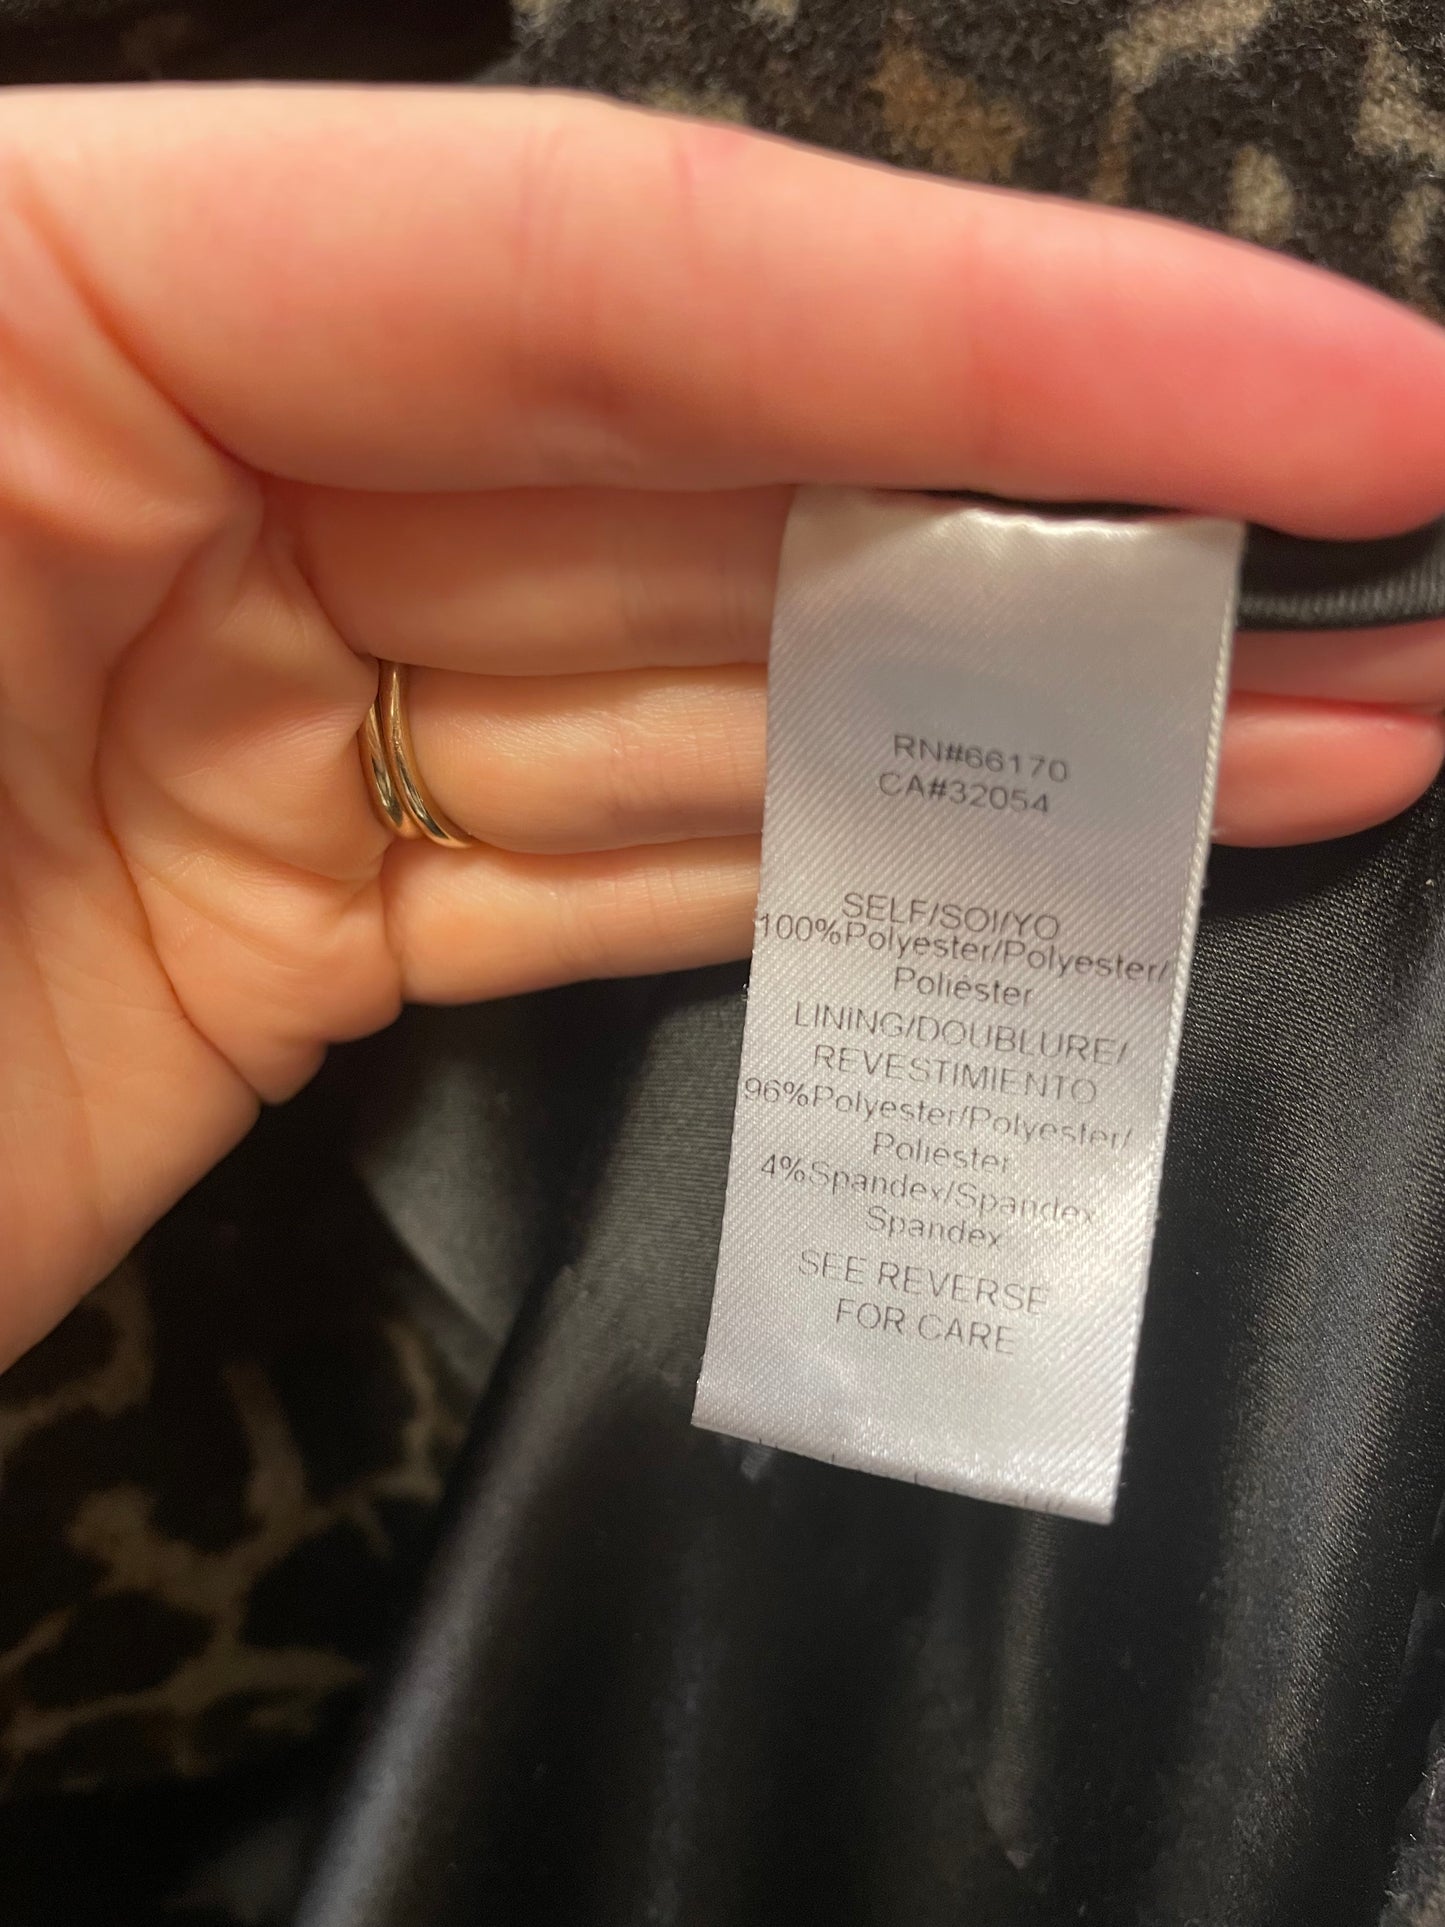 RN#66170
CA#32054
SELF/SOI/YO
100%Polyester/Polyester/
Poliéster
LINING/DOUBLURE/
REVESTIMIENTO
96%Polyester/Polyester/
Poliéster
4%Spandex/Spandex
Spandex
SEE REVERSE
FOR CARE